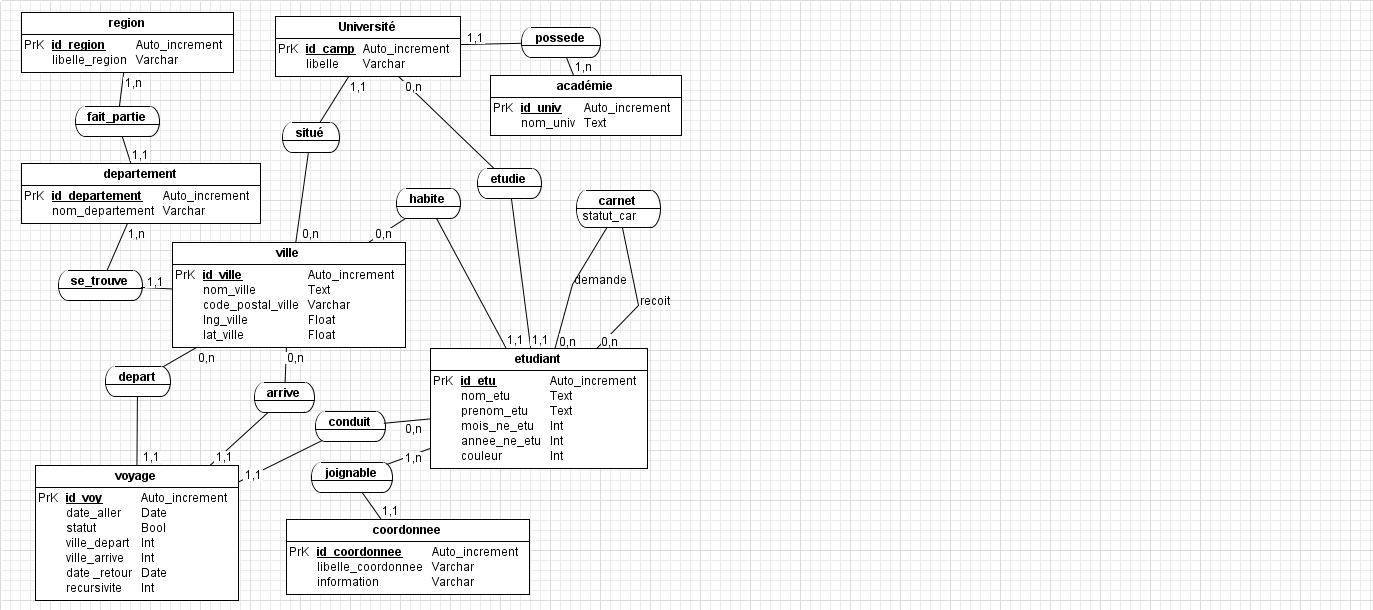 region
PrK id_region Auto_increment
libelle_region Varchar
1,n
fait_partie
1,1
departement
PrK id_departement Auto_increment
nom_departement Varchar
1,n
se_trouve
1,1
Université
PrK id_camp Auto_increment
libelle Varchar
1,1
possede
1,n
académie
PrK id_univ Auto_increment
nom_univ Text
1,1
situé
0,n
0,n
etudie
1,1
habite
0,n
1,1
carnet
statut_car
demande
0,n
recoit
0,n
ville
PrK id_ville Auto_increment
nom_ville Text
code_postal_ville Varchar
lng_ville Float
lat_ville Float
0,n
depart
1,1
0,n
arrive
1,1
etudiant
PrK id_etu Auto_increment
nom_etu Text
prenom_etu Text
mois_ne_etu Int
annee_ne_etu Int
couleur Int
conduit
0,n
1,1
joignable
1,n
1,1
voyage
PrK id_voy Auto_increment
date_aller Date
statut Bool
ville_depart Int
ville_arrive Int
date _retour Date
recursivite Int
coordonnee
PrK id_coordonnee Auto_increment
libelle_coordonnee Varchar
information Varchar